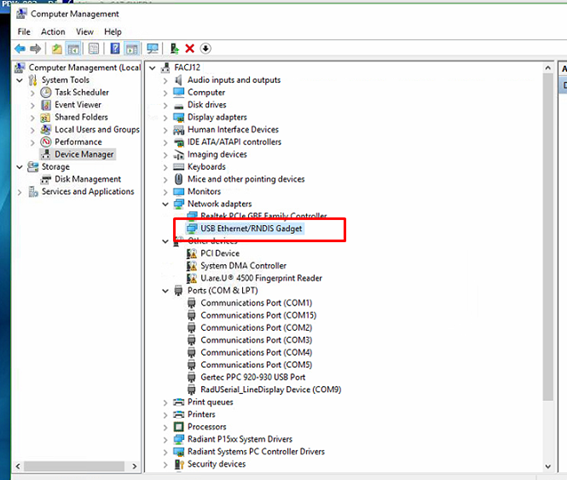 Computer Management
File Action View Help
Computer Management (Local
System Tools
Task Scheduler
Event Viewer
Shared Folders
Local Users and Groups
Performance
Device Manager
Storage
Disk Management
Services and Applications
FACJ12
Audio inputs and outputs
Computer
Disk drives
Display adapters
Human Interface Devices
IDE ATA/ATAPI controllers
Imaging devices
Keyboards
Mice and other pointing devices
Monitors
Network adapters
Realtek PCIe GBE Family Controller
USB Ethernet/RNDIS Gadget
Other devices
PCI Device
System DMA Controller
U.are.U® 4500 Fingerprint Reader
Ports (COM & LPT)
Communications Port (COM1)
Communications Port (COM15)
Communications Port (COM2)
Communications Port (COM3)
Communications Port (COM4)
Communications Port (COM5)
Gertec PPC 920-930 USB Port
RadUSerial_LineDisplay Device (COM9)
Print queues
Printers
Processors
Radiant P15xx System Drivers
Radiant Systems PC Controller Drivers
Security devices
A